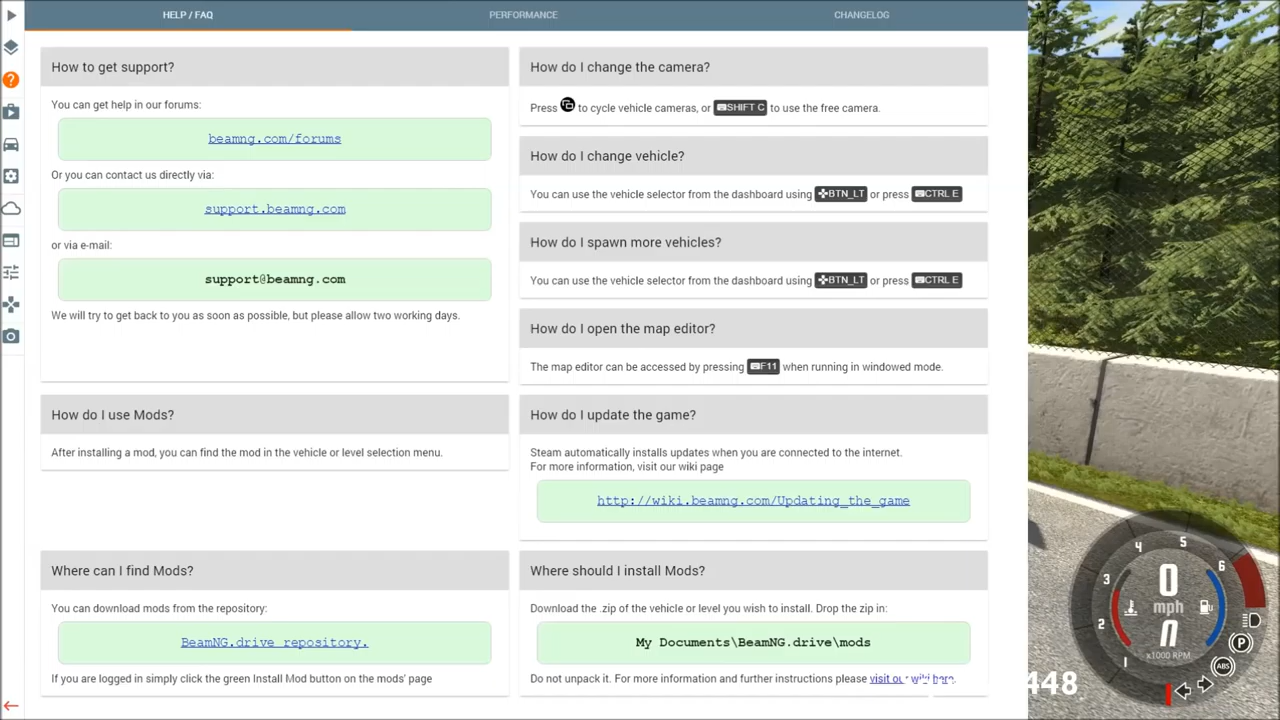 HELP / FAQ
PERFORMANCE
CHANGELOG
How to get support?
You can get help in our forums:
beamng.com/forums
Or you can contact us directly via:
support.beamng.com
or via e-mail:
support@beamng.com
We will try to get back to you as soon as possible, but please allow two working days.
How do I use Mods?
After installing a mod, you can find the mod in the vehicle or level selection menu.
Where can I find Mods?
You can download mods from the repository:
BeamNG.drive repository.
If you are logged in simply click the green Install Mod button on the mods' page
How do I change the camera?
Press to cycle vehicle cameras, or SHIFT C to use the free camera.
How do I change vehicle?
You can use the vehicle selector from the dashboard using BTN_LT or press CTRL E
How do I spawn more vehicles?
You can use the vehicle selector from the dashboard using BTN_LT or press CTRL E
How do I open the map editor?
The map editor can be accessed by pressing F11 when running in windowed mode.
How do I update the game?
Steam automatically installs updates when you are connected to the internet.
For more information, visit our wiki page
http://wiki.beamng.com/Updating_the_game
Where should I install Mods?
Download the .zip of the vehicle or level you wish to install. Drop the zip in:
My Documents\BeamNG.drive\mods
Do not unpack it. For more information and further instructions please visit our wiki here.
1
2
3
4
5
6
0
mph
n
x1000 RPM
P
ABS
448